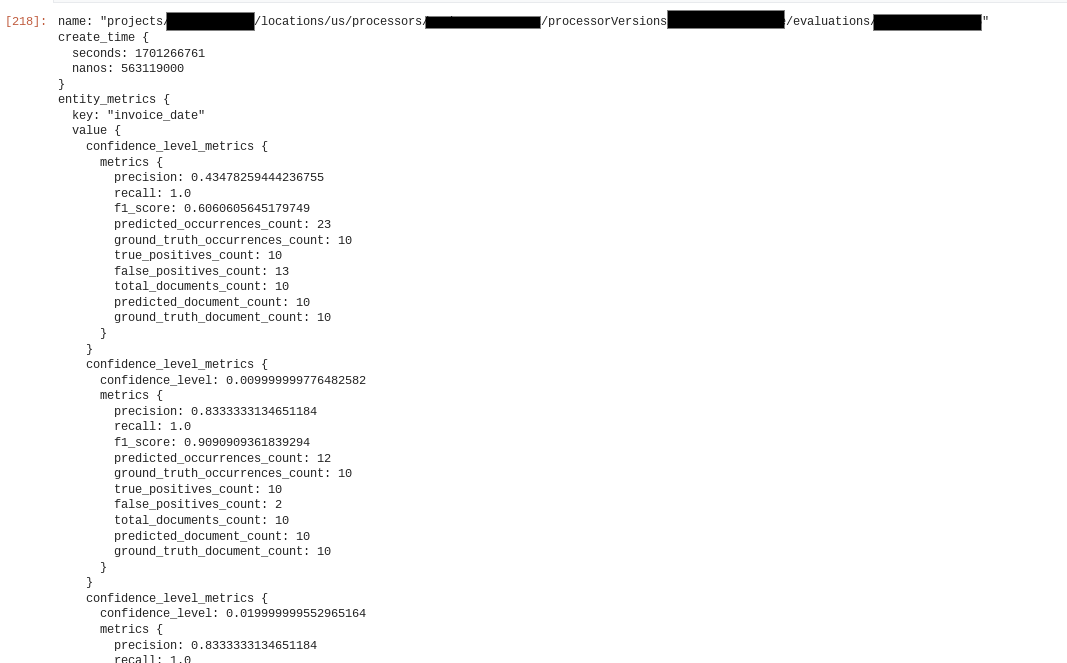 [218]: name: "projects/ /locations/us/processors/ /processorVersions /evaluations/ "
create_time {
seconds: 1701266761
nanos: 563119000
}
entity_metrics {
key: "invoice_date"
value {
confidence_level_metrics {
metrics {
precision: 0.43478259444236755
recall: 1.0
f1_score: 0.6060605645179749
predicted_occurrences_count: 23
ground_truth_occurrences_count: 10
true_positives_count: 10
false_positives_count: 13
total_documents_count: 10
predicted_document_count: 10
ground_truth_document_count: 10
}
}
confidence_level_metrics {
confidence_level: 0.009999999776482582
metrics {
precision: 0.8333333134651184
recall: 1.0
f1_score: 0.9090909361839294
predicted_occurrences_count: 12
ground_truth_occurrences_count: 10
true_positives_count: 10
false_positives_count: 2
total_documents_count: 10
predicted_document_count: 10
ground_truth_document_count: 10
}
}
confidence_level_metrics {
confidence_level: 0.019999999552965164
metrics {
precision: 0.8333333134651184
recall: 1.0